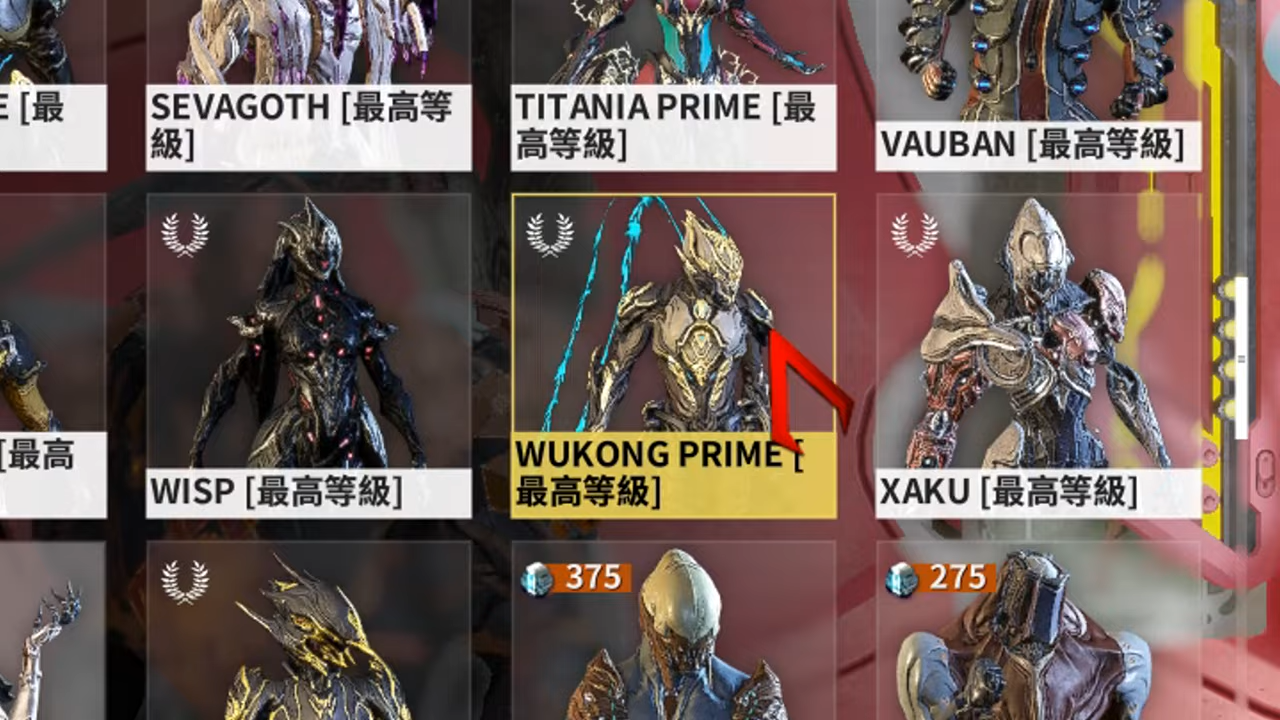 E [最
SEVAGOTH [最高等
級]
TITANIA PRIME [最
高等級]
VAUBAN [最高等級]
[最高
WISP [最高等級]
WUKONG PRIME [
最高等級]
XAKU [最高等級]
375
275